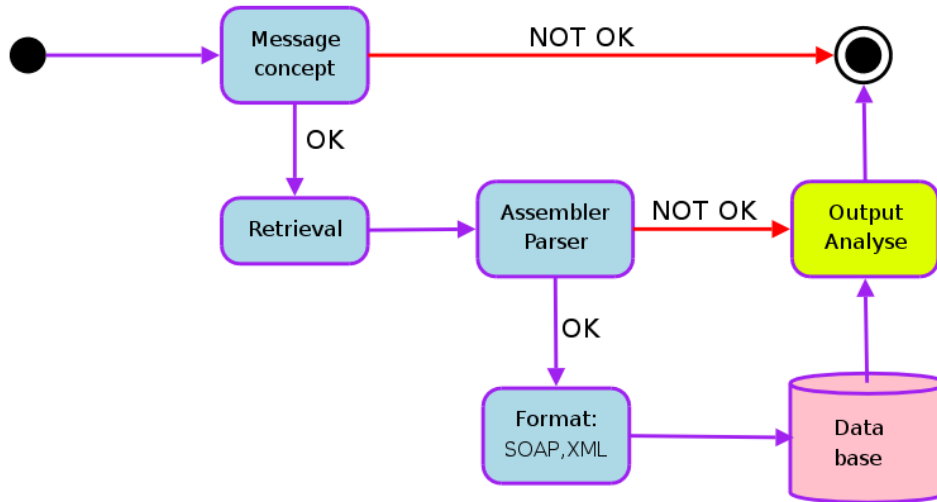 Message
concept
NOT OK
OK
Retrieval
Assembler
Parser
NOT OK
Output
Analyse
OK
Format:
SOAP,XML
Data
base